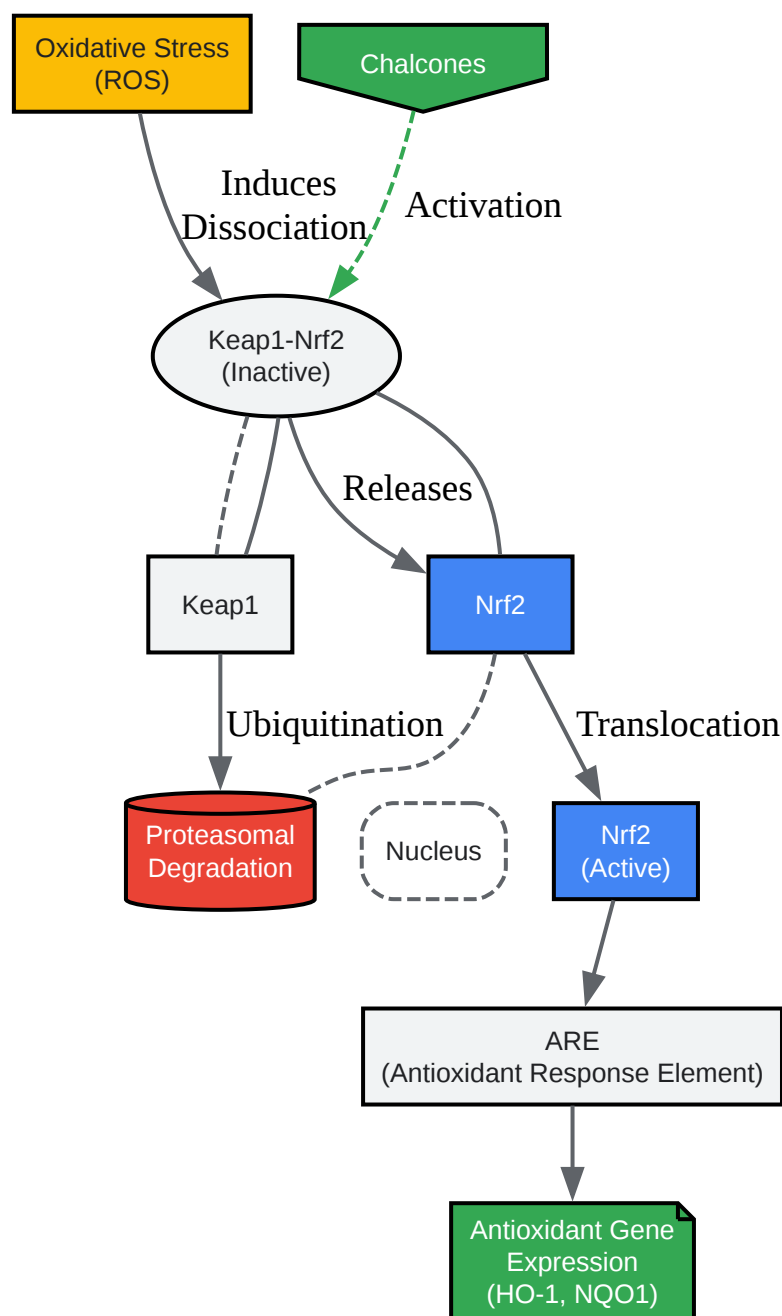 Oxidative Stress
(ROS)
Chalcones
Induces
Dissociation
Activation
Keap1-Nrf2
(Inactive)
Releases
Keap1
Nrf2
Ubiquitination
Translocation
Proteasomal
Degradation
Nucleus
Nrf2
(Active)
ARE
(Antioxidant Response Element)
Antioxidant Gene
Expression
(HO-1, NQO1)